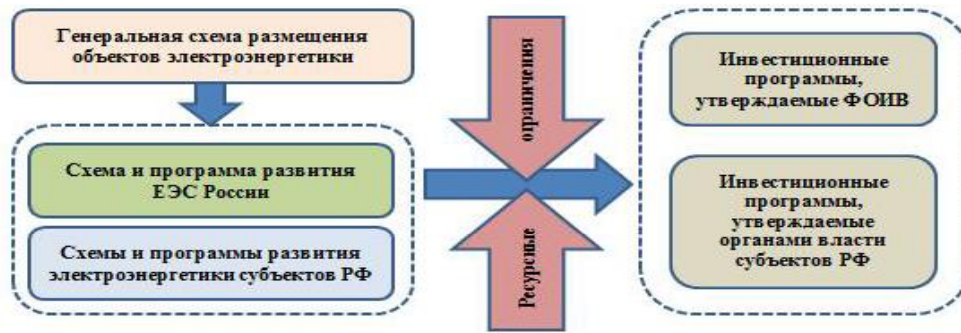 Генеральная схема размещения
объектов электроэнергетики
Схема и программа развития
ЕЭС России
Схемы и программы развития
электроэнергетики субъектов РФ
Ресурсные
ограничения
Инвестиционные
программы,
утверждаемые ФОИВ
Инвестиционные
программы,
утверждаемые
органами власти
субъектов РФ